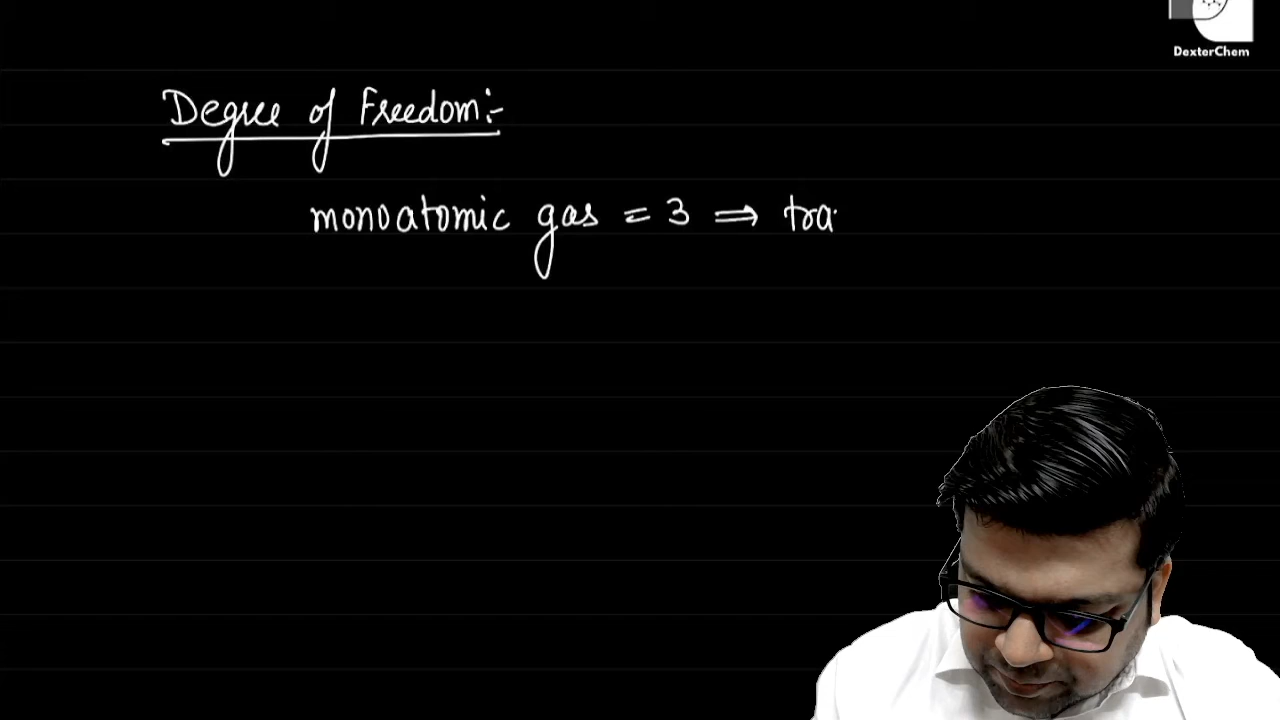 DexterChem
Degree of Freedom:-
monoatomic gas = 3 ⇒ tra